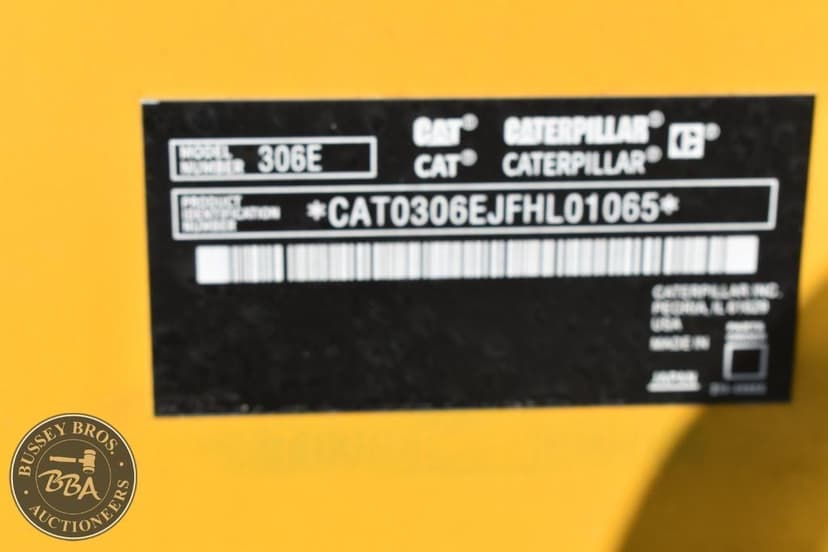 CAT® CATERPILLAR®
MODEL NUMBER 306E
CAT® CATERPILLAR®
PRODUCT
IDENTIFICATION
NUMBER
*CAT0306EJFHL01065*
CATERPILLAR INC.
PEORIA, IL 61629
USA
MADE IN
JAPAN
BUSSEY BROS.
BBA
AUCTIONEERS